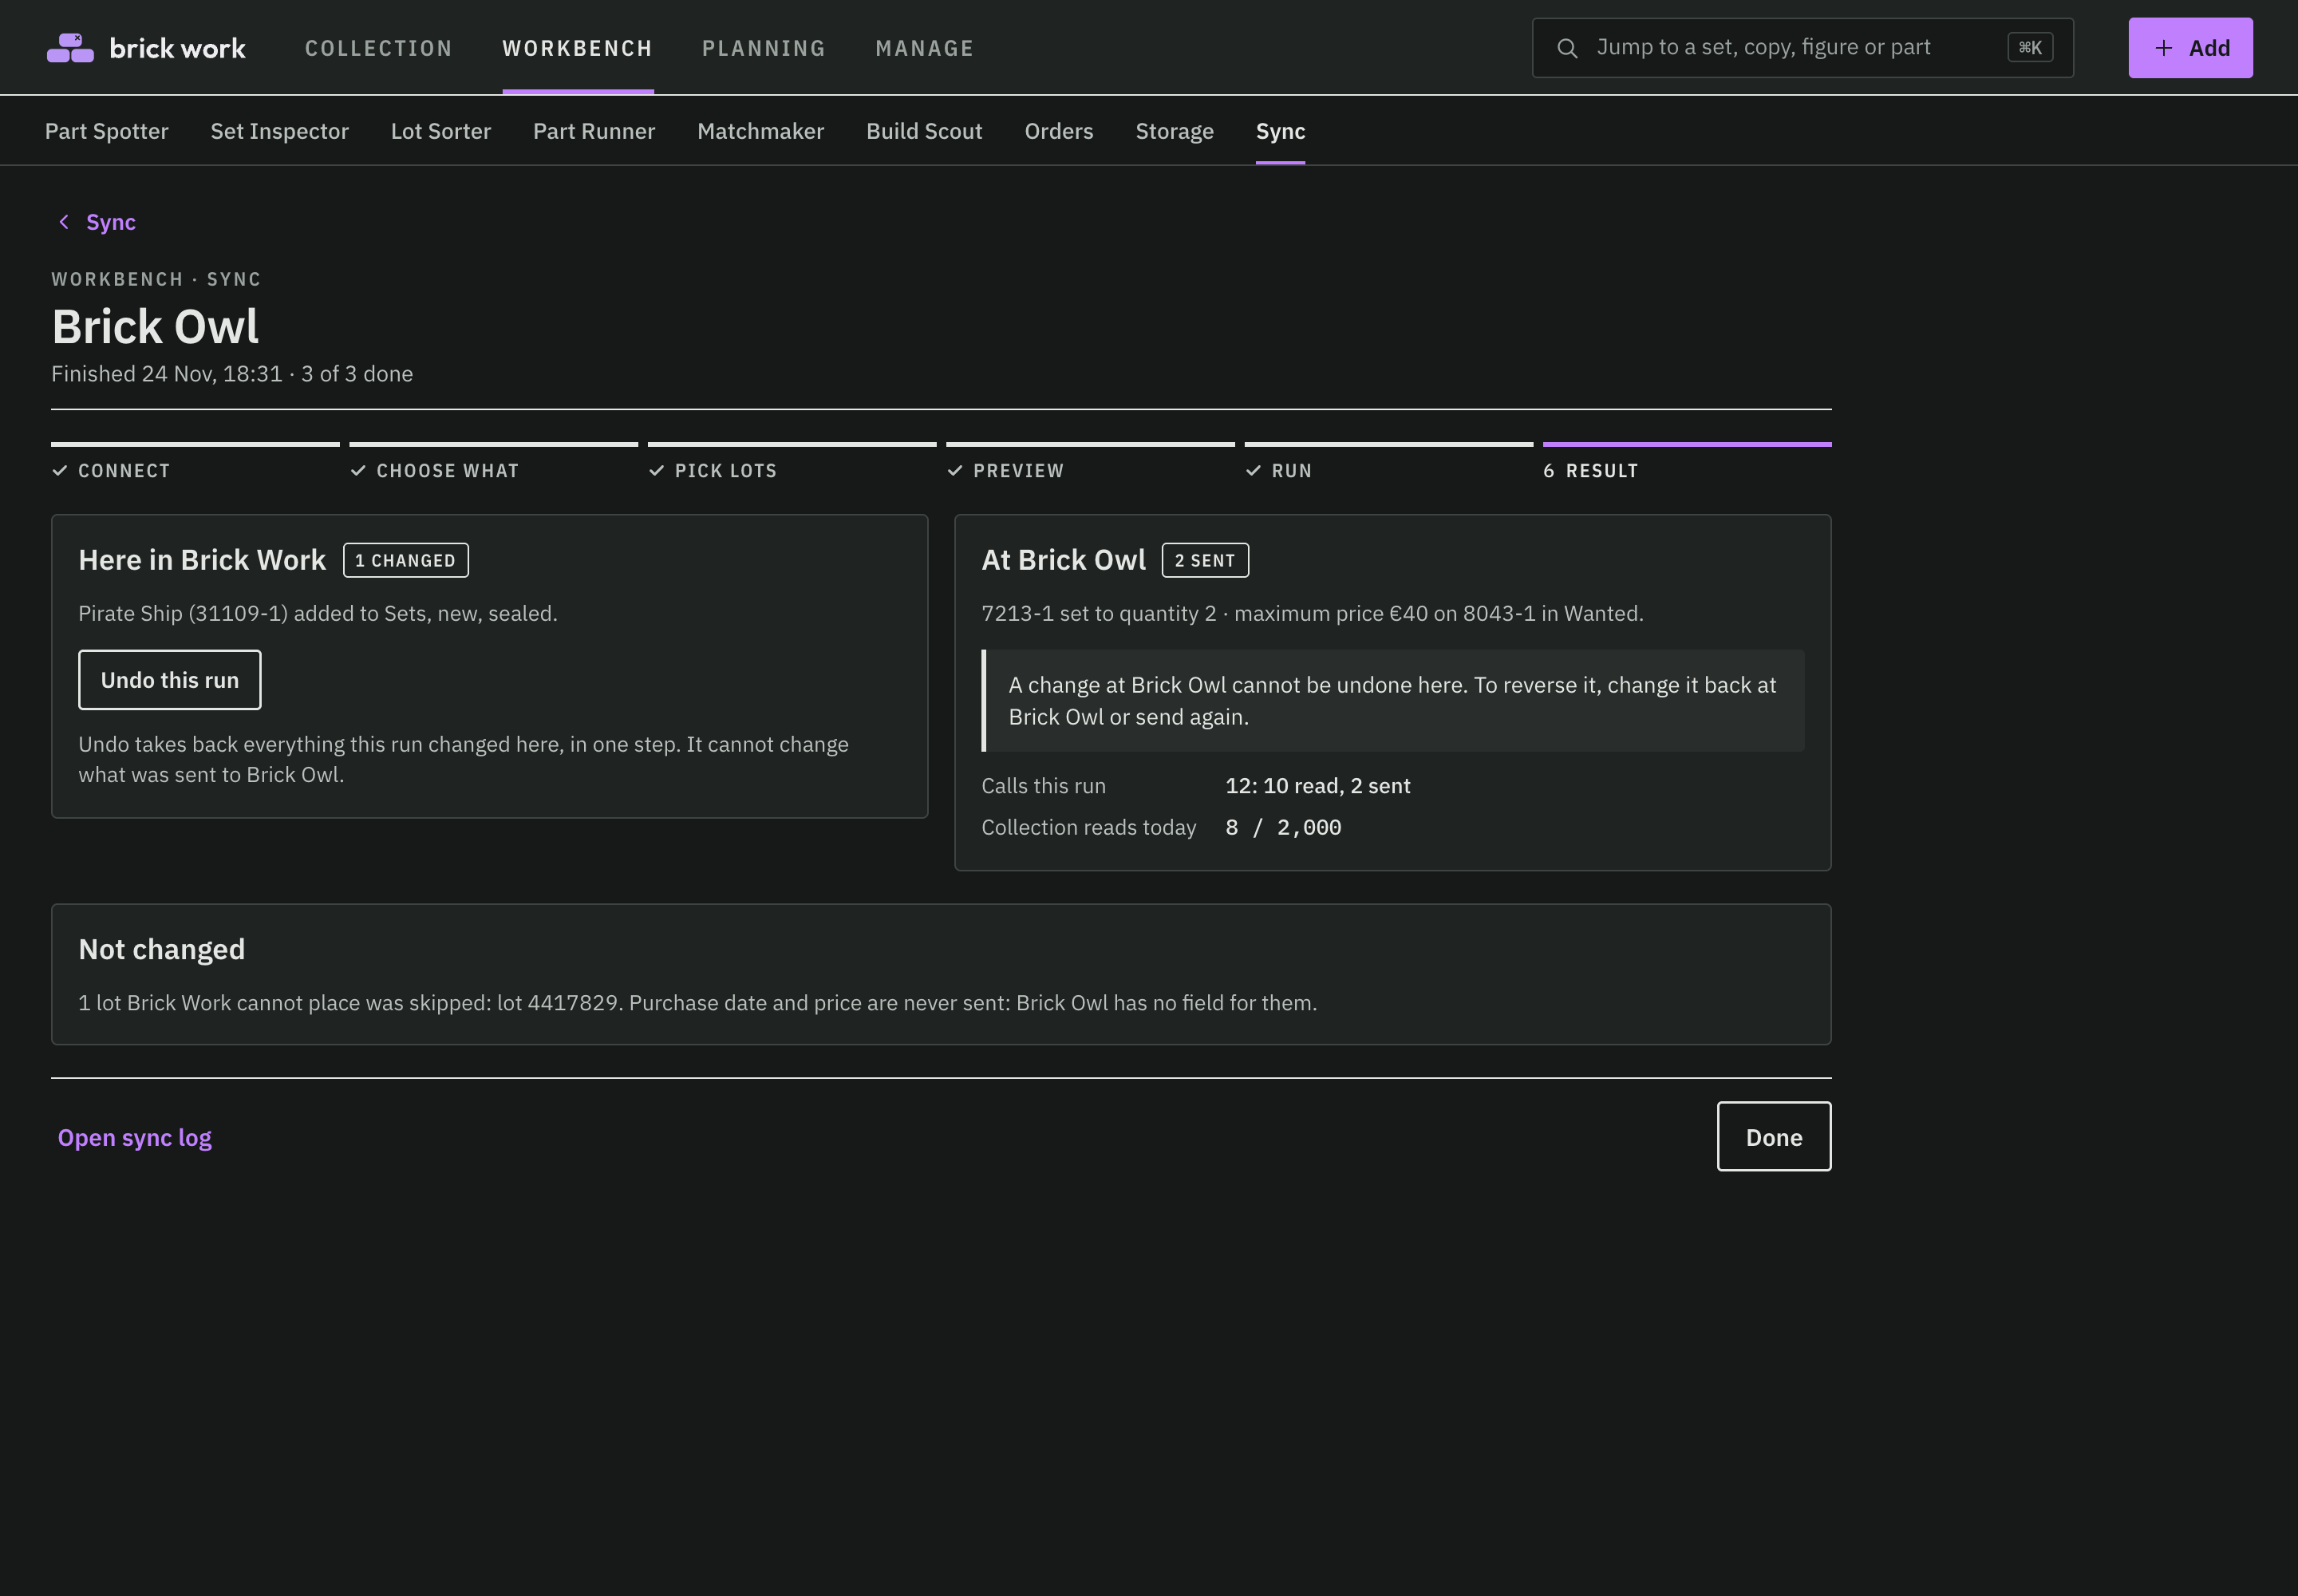 brick work
COLLECTION
WORKBENCH
PLANNING
MANAGE
Jump to a set, copy, figure or part
⌘K
+ Add
Part Spotter
Set Inspector
Lot Sorter
Part Runner
Matchmaker
Build Scout
Orders
Storage
Sync
Sync
WORKBENCH · SYNC
Brick Owl
Finished 24 Nov, 18:31 · 3 of 3 done
CONNECT
CHOOSE WHAT
PICK LOTS
PREVIEW
RUN
6 RESULT
Here in Brick Work
1 CHANGED
Pirate Ship (31109-1) added to Sets, new, sealed.
Undo this run
Undo takes back everything this run changed here, in one step. It cannot change
what was sent to Brick Owl.
At Brick Owl
2 SENT
7213-1 set to quantity 2 · maximum price €40 on 8043-1 in Wanted.
A change at Brick Owl cannot be undone here. To reverse it, change it back at
Brick Owl or send again.
Calls this run 12: 10 read, 2 sent
Collection reads today 8 / 2,000
Not changed
1 lot Brick Work cannot place was skipped: lot 4417829. Purchase date and price are never sent: Brick Owl has no field for them.
Open sync log
Done